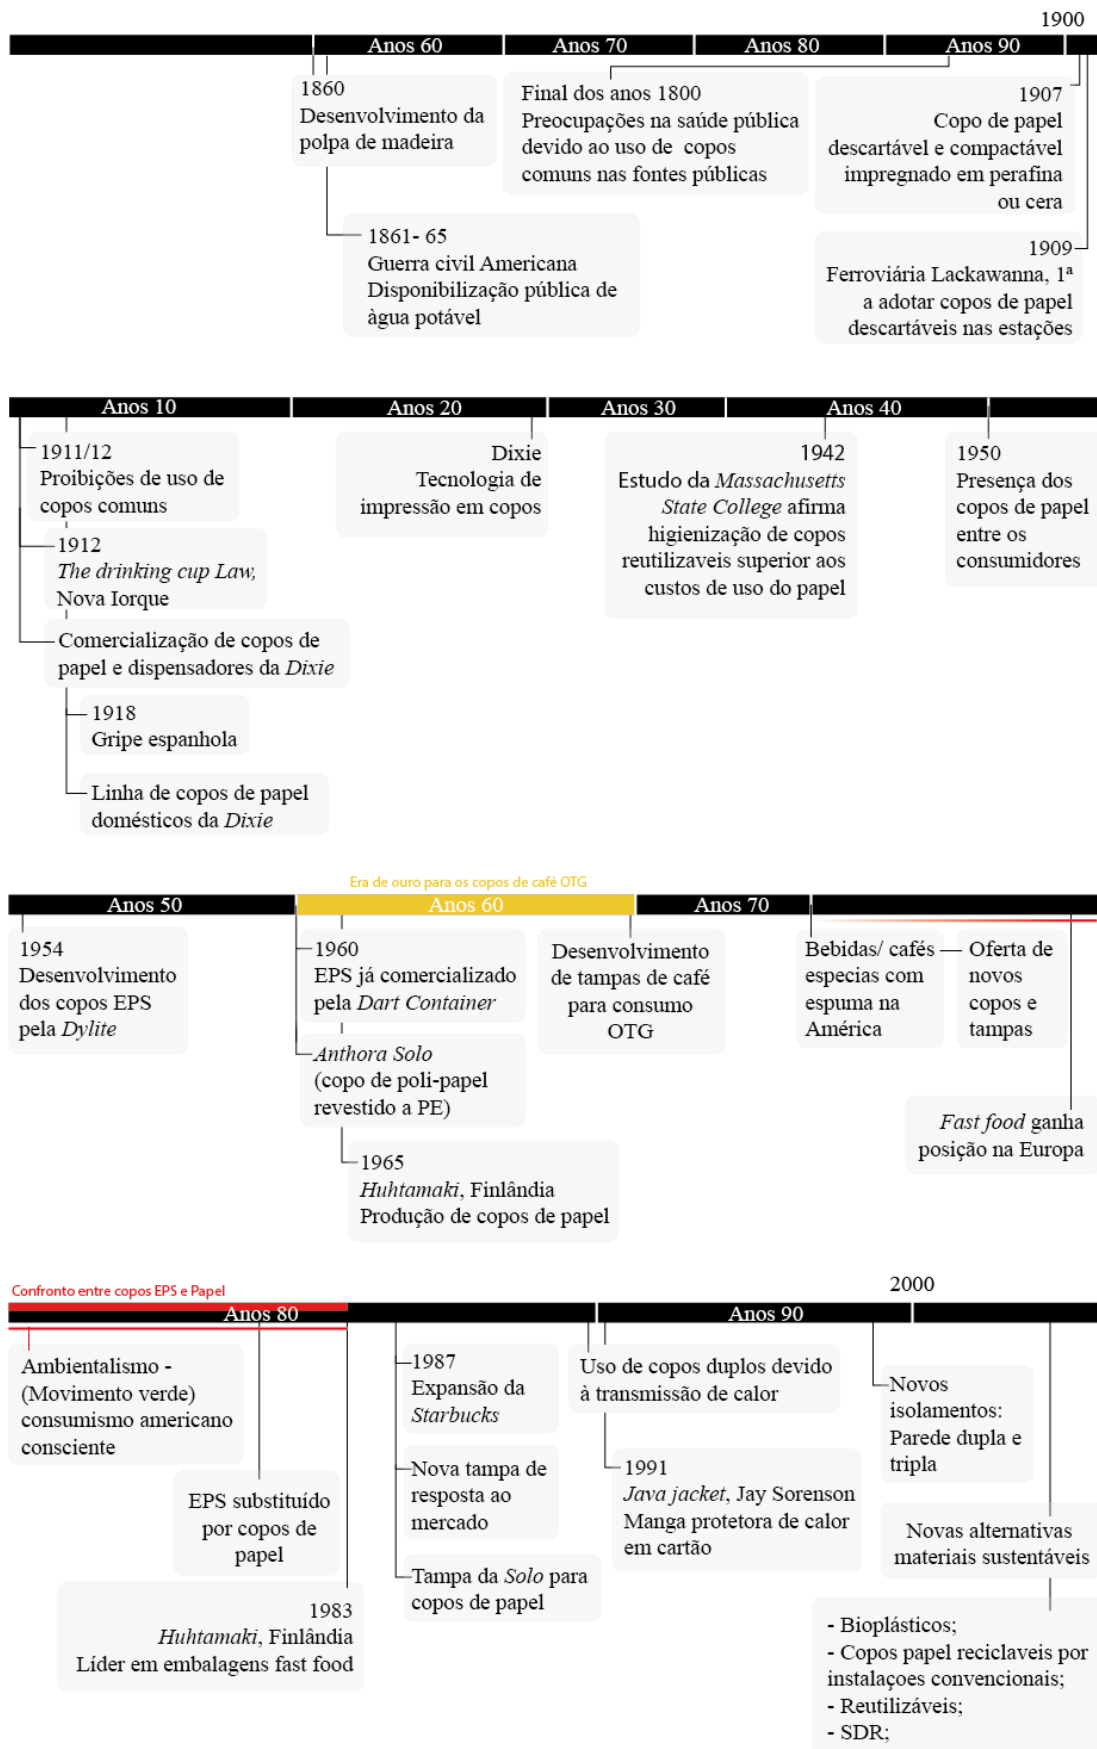 1900
Anos 60
Anos 70
Anos 80
Anos 90
1860
Desenvolvimento da
polpa de madeira
Final dos anos 1800
Preocupações na saúde pública
devido ao uso de copos
comuns nas fontes públicas
1907
Copo de papel
descartável e compactável
impregnado em perafina
ou cera
1861- 65
Guerra civil Americana
Disponibilização pública de
àgua potável
1909
Ferroviária Lackawanna, 1ª
a adotar copos de papel
descartáveis nas estações
Anos 10
Anos 20
Anos 30
Anos 40
1911/12
Proibições de uso de
copos comuns
1912
The drinking cup Law,
Nova Iorque
Comercialização de copos de
papel e dispensadores da Dixie
1918
Gripe espanhola
Linha de copos de papel
domésticos da Dixie
Dixie
Tecnologia de
impressão em copos
1942
Estudo da Massachusetts
State College afirma
higienização de copos
reutilizaveis superior aos
custos de uso do papel
1950
Presença dos
copos de papel
entre os
consumidores
Era de ouro para os copos de café OTG
Anos 50
Anos 60
Anos 70
1954
Desenvolvimento
dos copos EPS
pela Dylite
1960
EPS já comercializado
pela Dart Container
Anthora Solo
(copo de poli-papel
revestido a PE)
1965
Huhtamaki, Finlândia
Produção de copos de papel
Desenvolvimento
de tampas de café
para consumo
OTG
Bebidas/ cafés
especias com
espuma na
América
Oferta de
novos
copos e
tampas
Fast food ganha
posição na Europa
Confronto entre copos EPS e Papel
2000
Anos 80
Anos 90
Ambientalismo -
(Movimento verde)
consumismo americano
consciente
EPS substituído
por copos de
papel
1983
Huhtamaki, Finlândia
Líder em embalagens fast food
1987
Expansão da
Starbucks
Nova tampa de
resposta ao
mercado
Tampa da Solo para
copos de papel
Uso de copos duplos devido
à transmissão de calor
1991
Java jacket, Jay Sorenson
Manga protetora de calor
em cartão
Novos
isolamentos:
Parede dupla e
tripla
Novas alternativas
materiais sustentáveis
- Bioplásticos;
- Copos papel reciclaveis por
instalaçoes convencionais;
- Reutilizáveis;
- SDR;